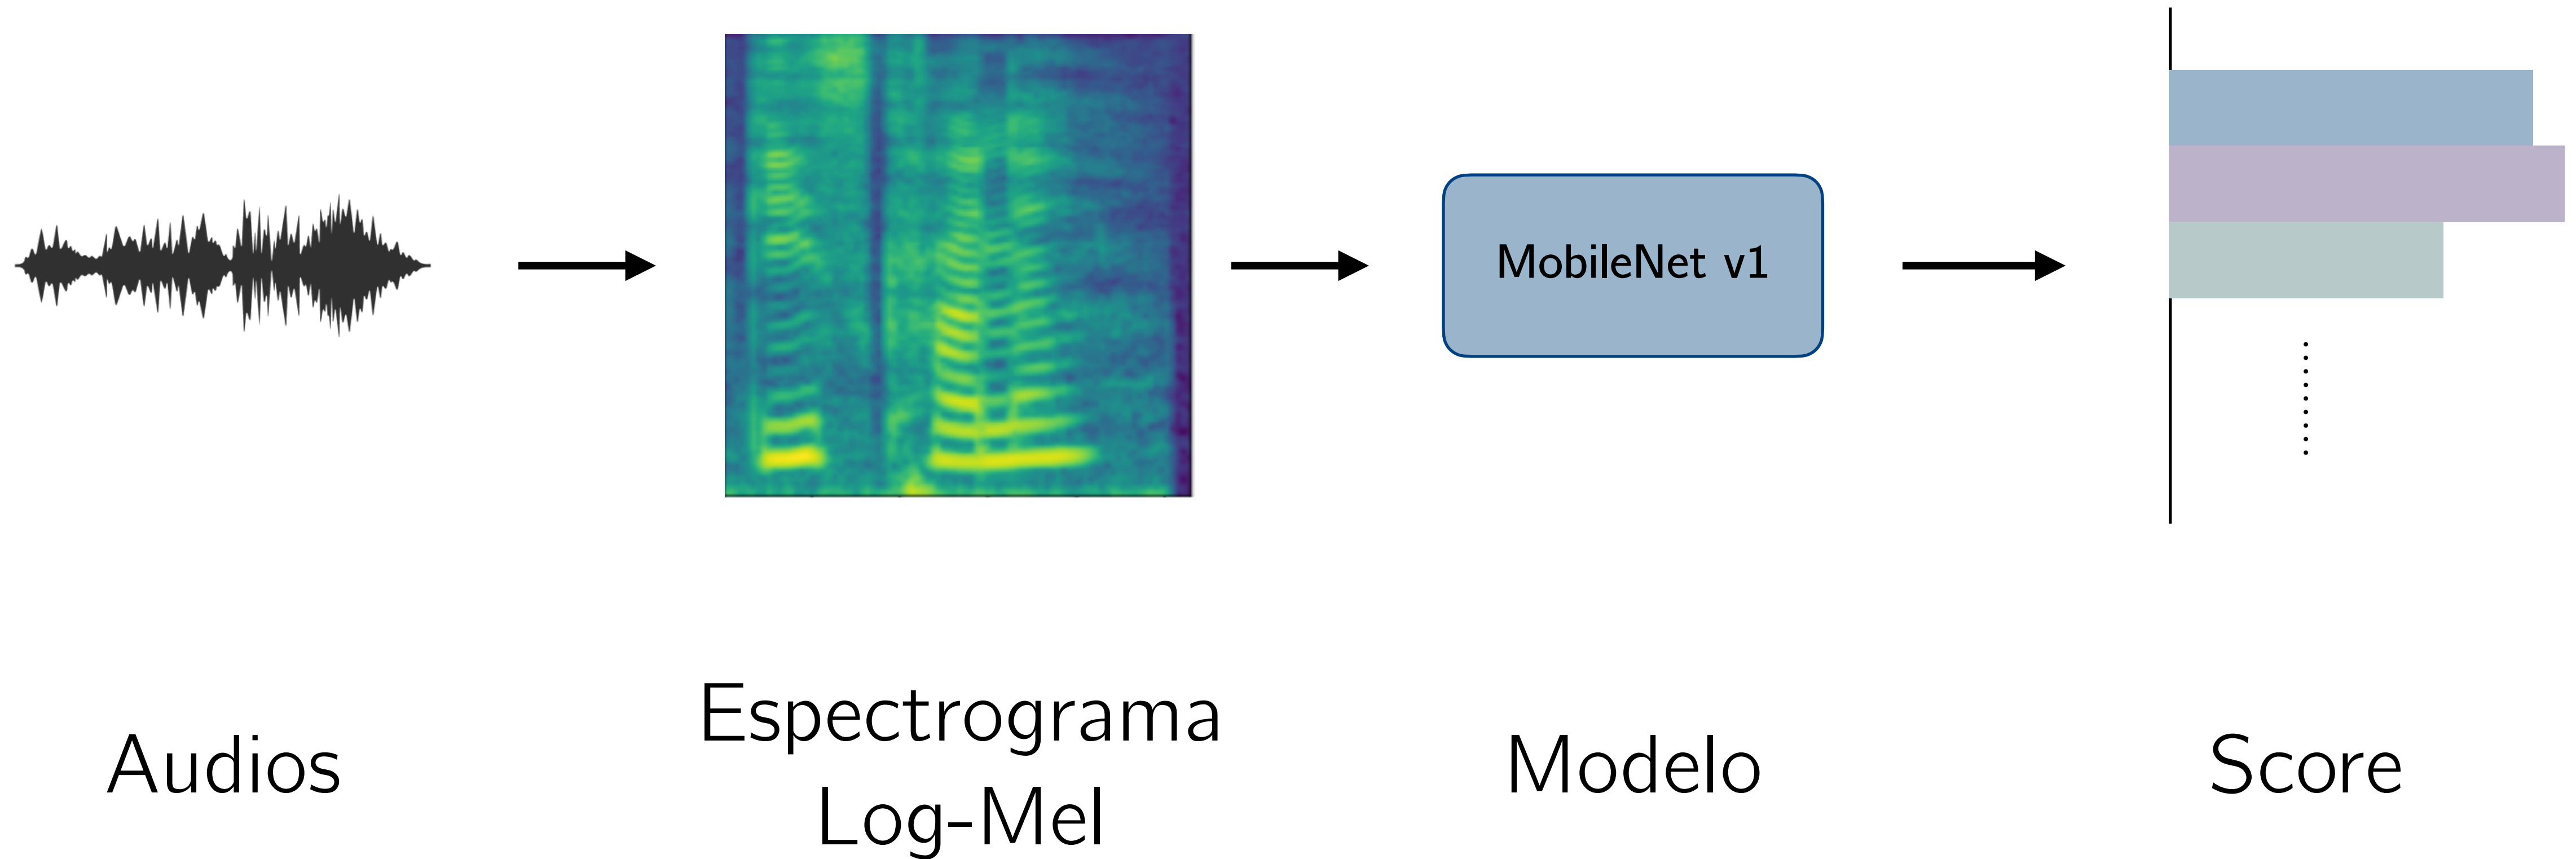 MobileNet v1
Audios
Espectrograma
Log-Mel
Modelo
Score